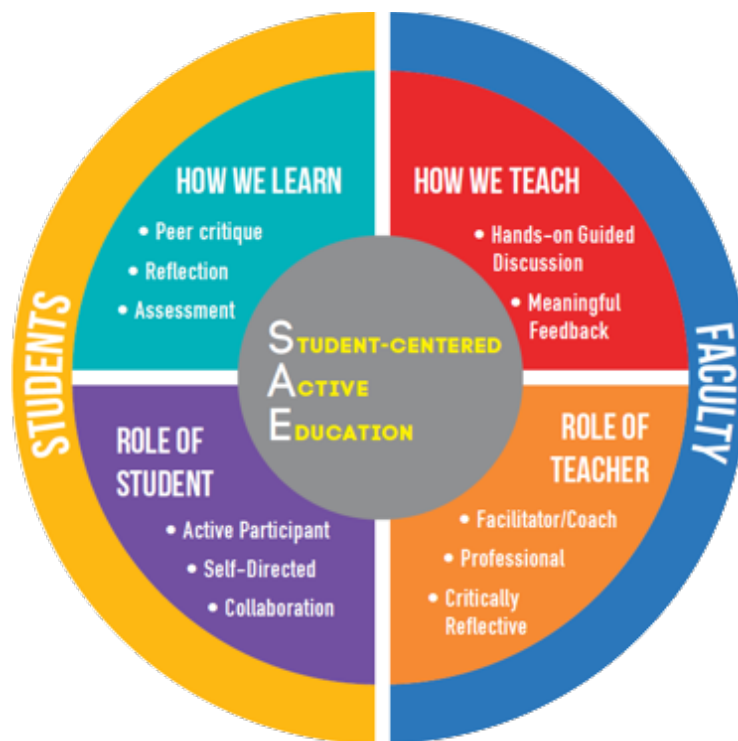 STUDENTS
HOW WE LEARN
• Peer critique
• Reflection
• Assessment
HOW WE TEACH
• Hands-on Guided
Discussion
• Meaningful
Feedback
FACULTY
STUDENT-CENTERED
ACTIVE
EDUCATION
ROLE OF
STUDENT
• Active Participant
• Self-Directed
• Collaboration
ROLE OF
TEACHER
• Facilitator/Coach
• Professional
• Critically
Reflective